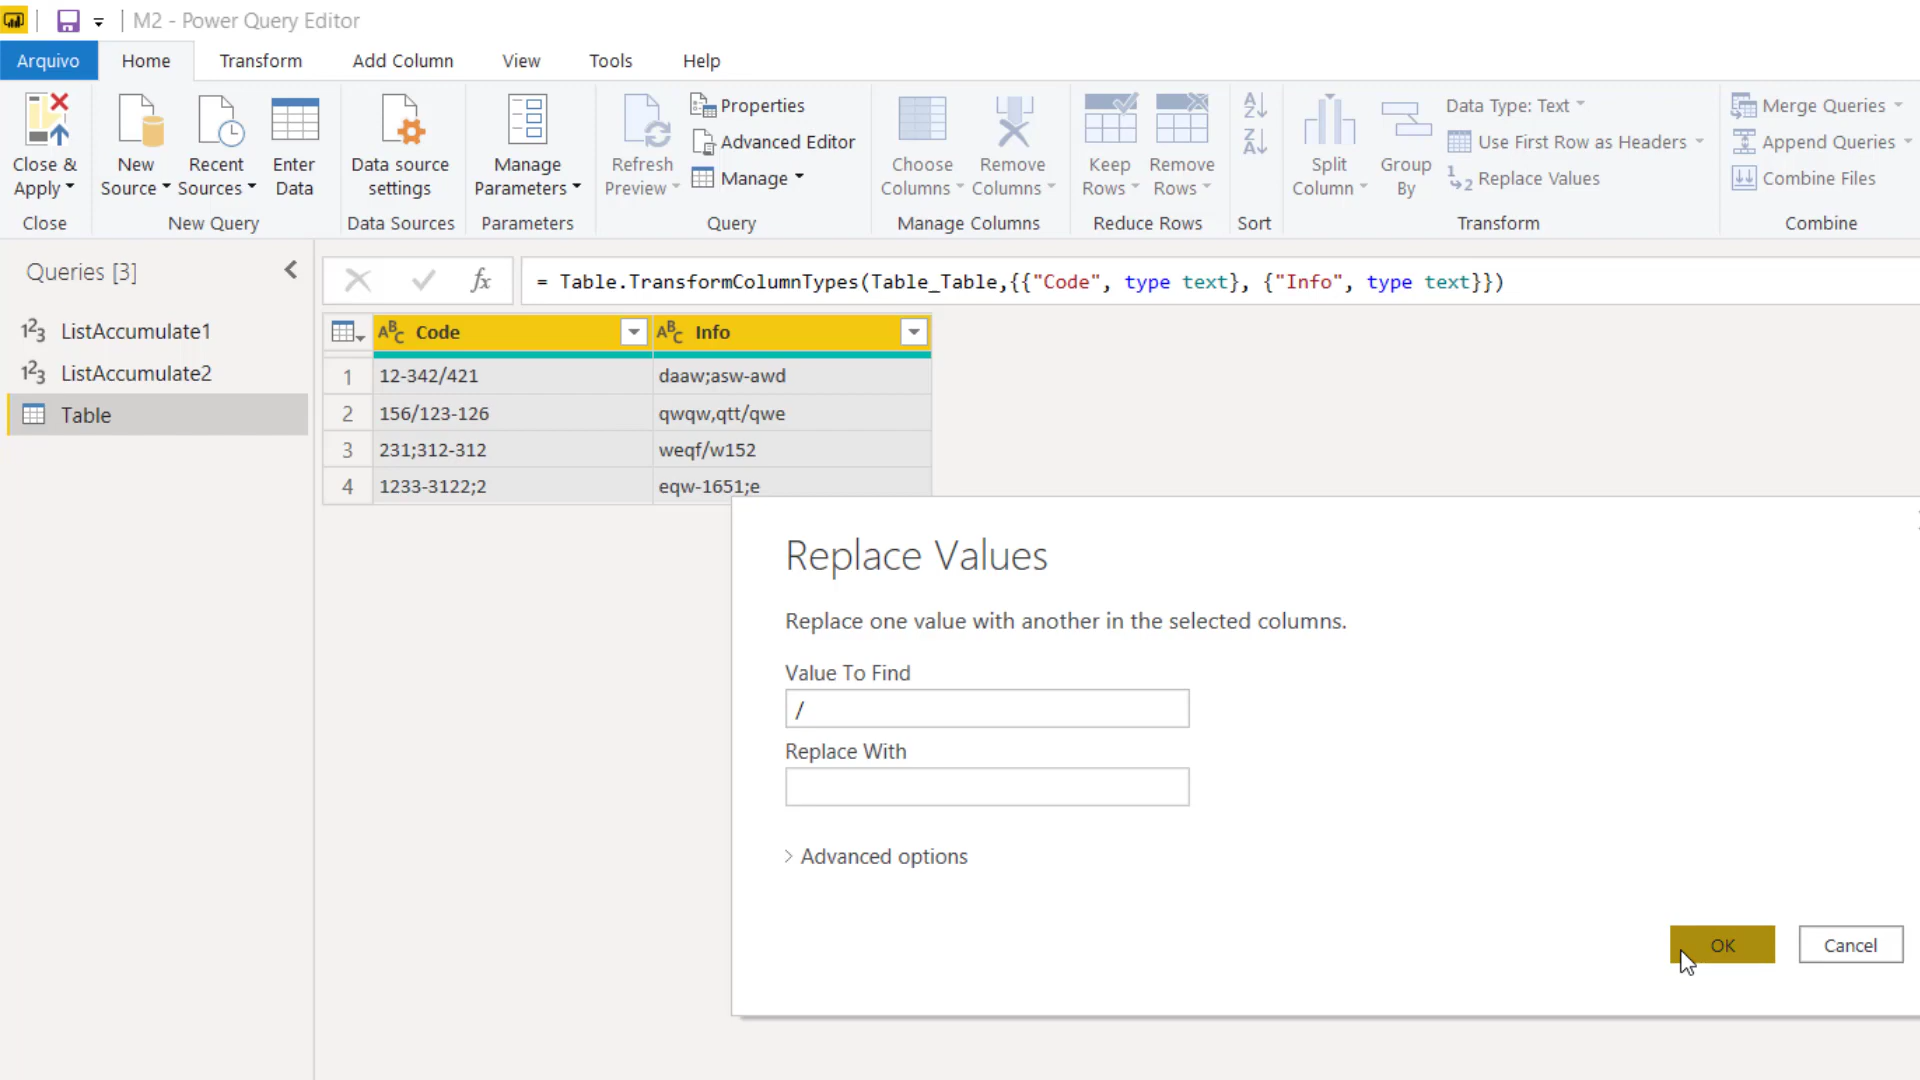 M2 - Power Query Editor
Arquivo Home Transform Add Column View Tools Help
Close & Apply
Close
New Source
Recent Sources
Enter Data
New Query
Data source settings
Data Sources
Manage Parameters
Parameters
Refresh Preview
Properties
Advanced Editor
Manage
Query
Choose Columns
Remove Columns
Manage Columns
Keep Rows
Remove Rows
Reduce Rows
Sort
Split Column
Group By
Data Type: Text
Use First Row as Headers
Replace Values
Transform
Merge Queries
Append Queries
Combine Files
Combine
Queries [3]
ListAccumulate1
ListAccumulate2
Table
fx = Table.TransformColumnTypes(Table_Table,{{"Code", type text}, {"Info", type text}})
ABC Code ABC Info
1 12-342/421 daaw;asw-awd
2 156/123-126 qwqw,qtt/qwe
3 231;312-312 weqf/w152
4 1233-3122;2 eqw-1651;e
Replace Values
Replace one value with another in the selected columns.
Value To Find
/
Replace With
Advanced options
OK Cancel